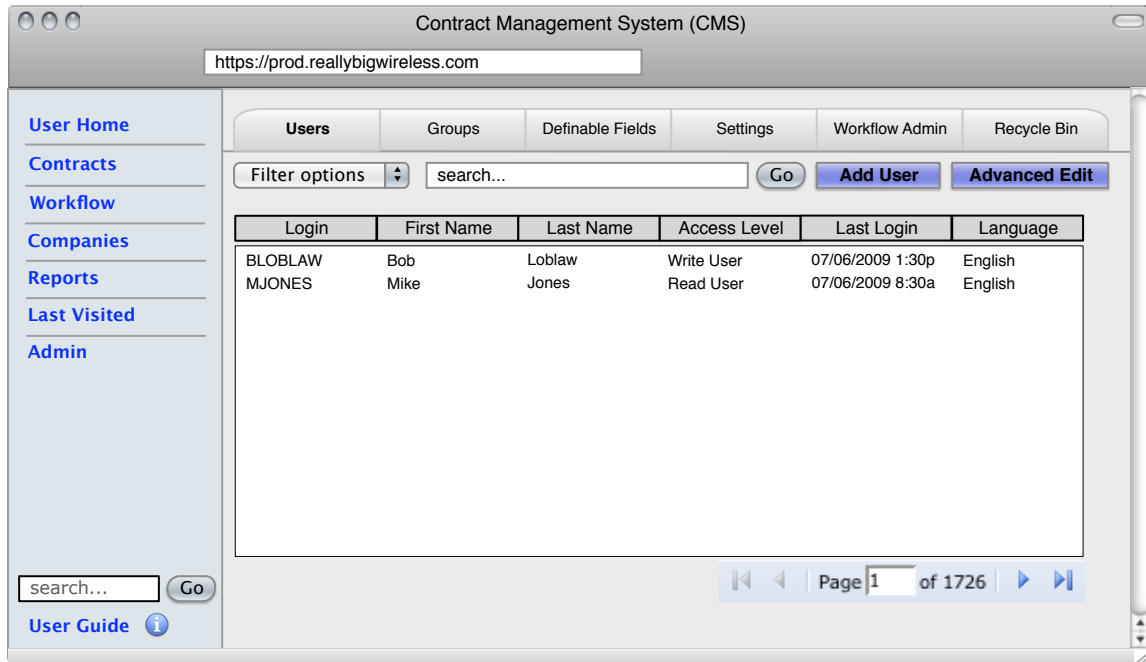 Contract Management System (CMS)
https://prod.reallybigwireless.com
User Home
Contracts
Workflow
Companies
Reports
Last Visited
Admin
search... Go
User Guide i
Users Groups Definable Fields Settings Workflow Admin Recycle Bin
Filter options search... Go Add User Advanced Edit
Login First Name Last Name Access Level Last Login Language
BLOBLAW Bob Loblaw Write User 07/06/2009 1:30p English
MJONES Mike Jones Read User 07/06/2009 8:30a English
Page 1 of 1726